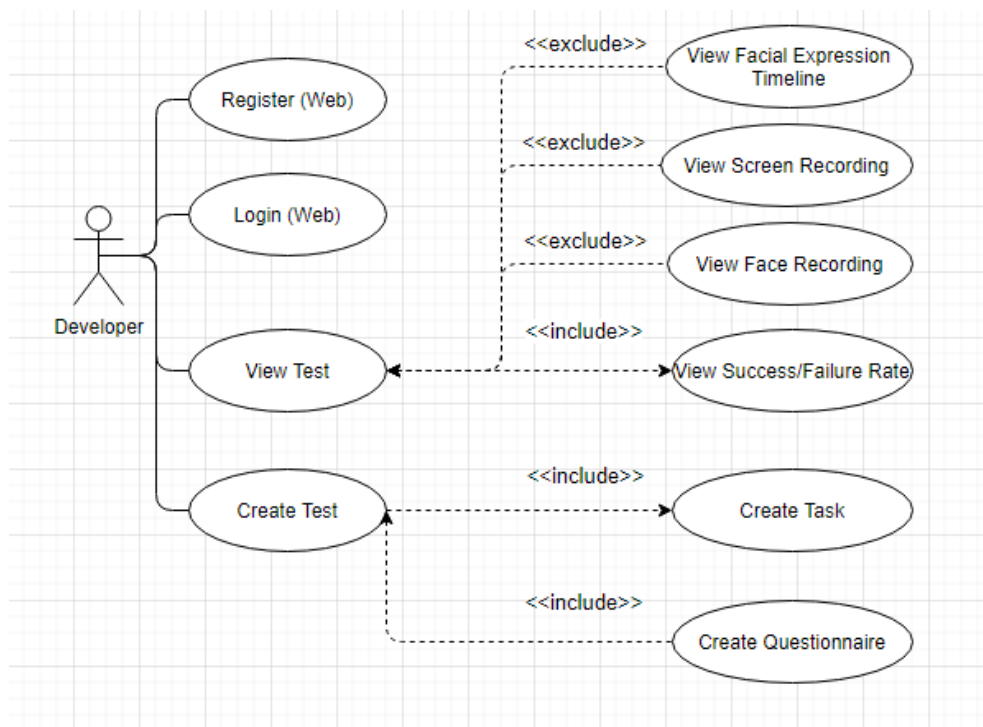 <<exclude>>
View Facial Expression
Timeline
Register (Web)
<<exclude>>
View Screen Recording
Login (Web)
<<exclude>>
View Face Recording
Developer
<<include>>
View Test
View Success/Failure Rate
<<include>>
Create Test
Create Task
<<include>>
Create Questionnaire